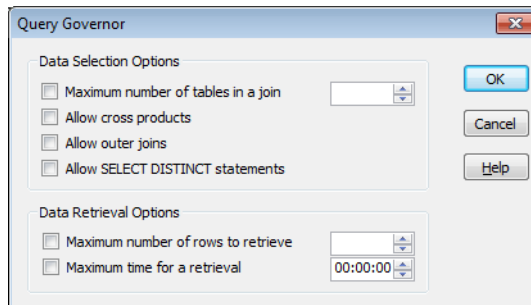 Query Governor
Data Selection Options
Maximum number of tables in a join
Allow cross products
Allow outer joins
Allow SELECT DISTINCT statements
Data Retrieval Options
Maximum number of rows to retrieve
Maximum time for a retrieval 00:00:00
OK
Cancel
Help